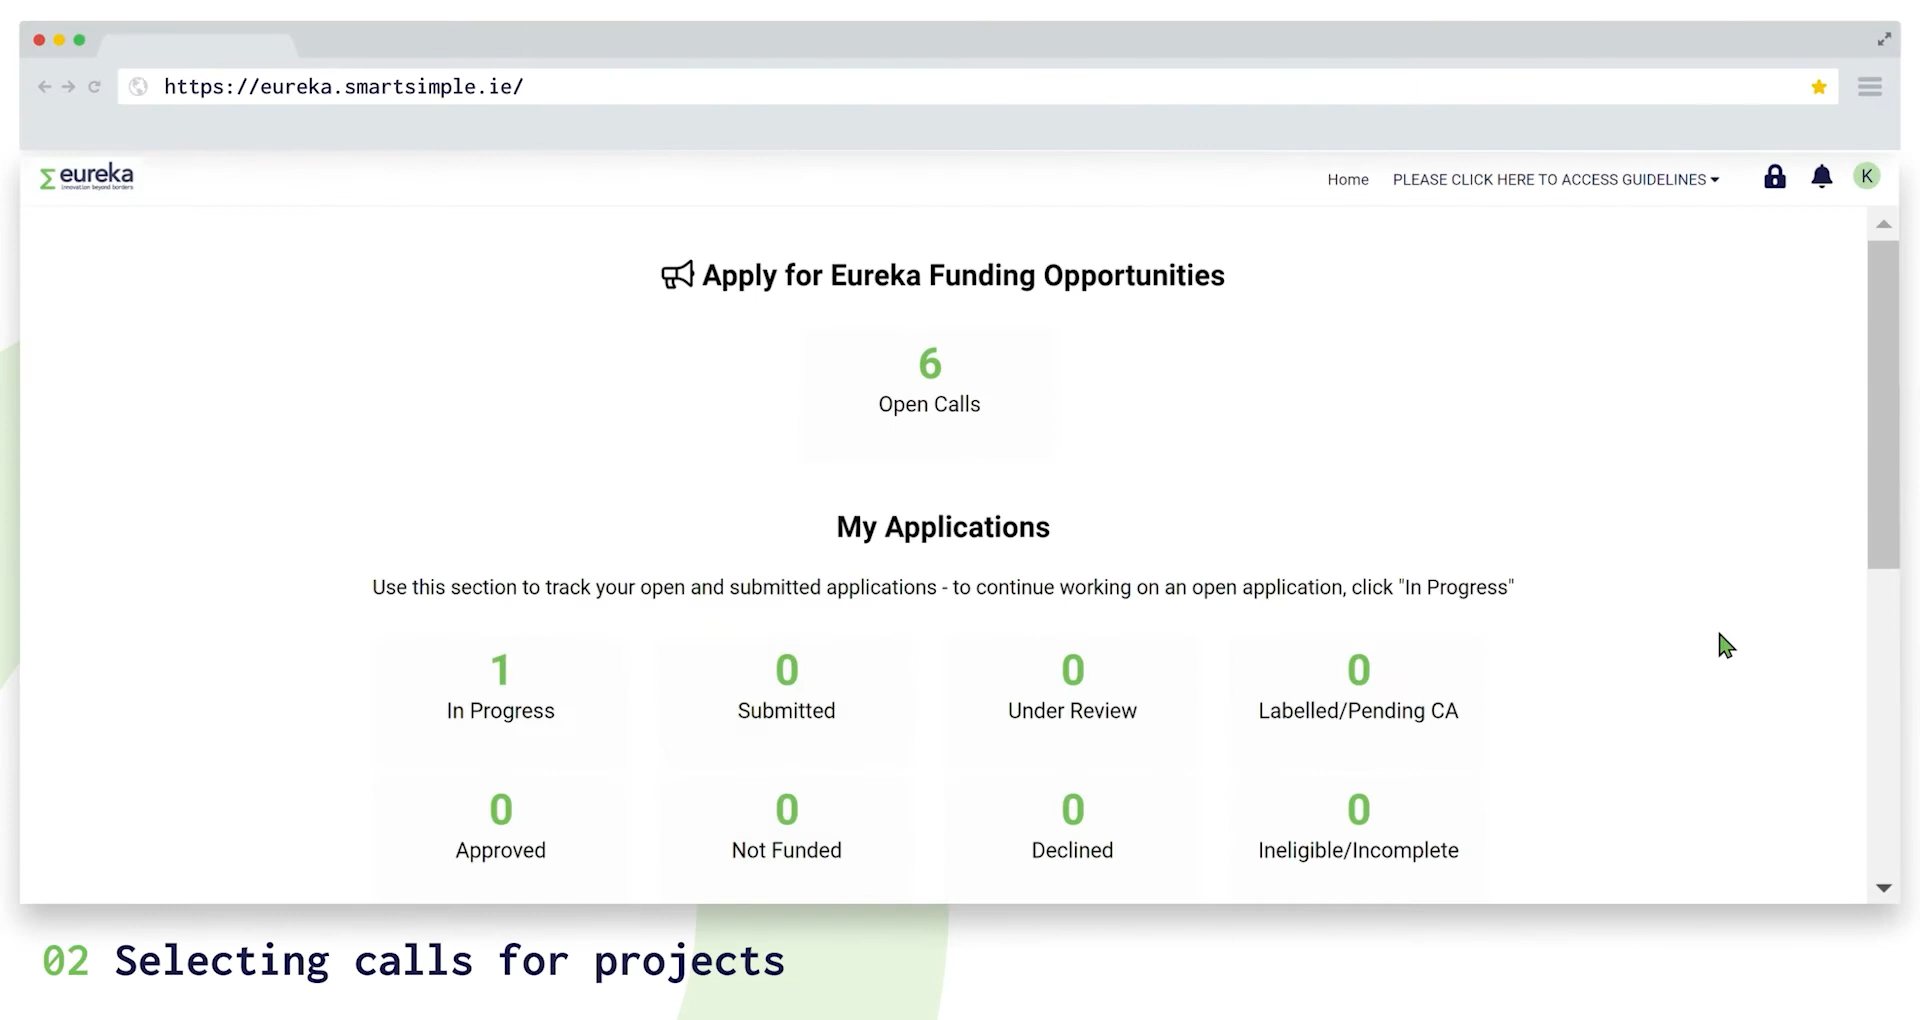 https://eureka.smartsimple.ie/
eureka
innovation beyond borders
Home
PLEASE CLICK HERE TO ACCESS GUIDELINES
K
Apply for Eureka Funding Opportunities
6
Open Calls
My Applications
Use this section to track your open and submitted applications - to continue working on an open application, click "In Progress"
1
In Progress
0
Submitted
0
Under Review
0
Labelled/Pending CA
0
Approved
0
Not Funded
0
Declined
0
Ineligible/Incomplete
02 Selecting calls for projects